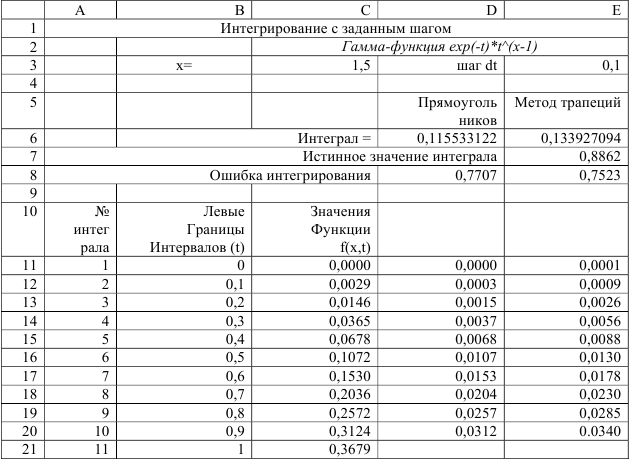 A B C D E
1 Интегрирование с заданным шагом
2 Гамма-функция exp(-t)*t^(x-1)
3 x= 1,5 шаг dt 0,1
4
5 Прямоуголь Метод трапеций
ников
6 Интеграл = 0,115533122 0,133927094
7 Истинное значение интеграла 0,8862
8 Ошибка интегрирования 0,7707 0,7523
9
10 № Левые Значения
интег Границы Функции
рала Интервалов (t) f(x,t)
11 1 0 0,0000 0,0000 0,0001
12 2 0,1 0,0029 0,0003 0,0009
13 3 0,2 0,0146 0,0015 0,0026
14 4 0,3 0,0365 0,0037 0,0056
15 5 0,4 0,0678 0,0068 0,0088
16 6 0,5 0,1072 0,0107 0,0130
17 7 0,6 0,1530 0,0153 0,0178
18 8 0,7 0,2036 0,0204 0,0230
19 9 0,8 0,2572 0,0257 0,0285
20 10 0,9 0,3124 0,0312 0.0340
21 11 1 0,3679